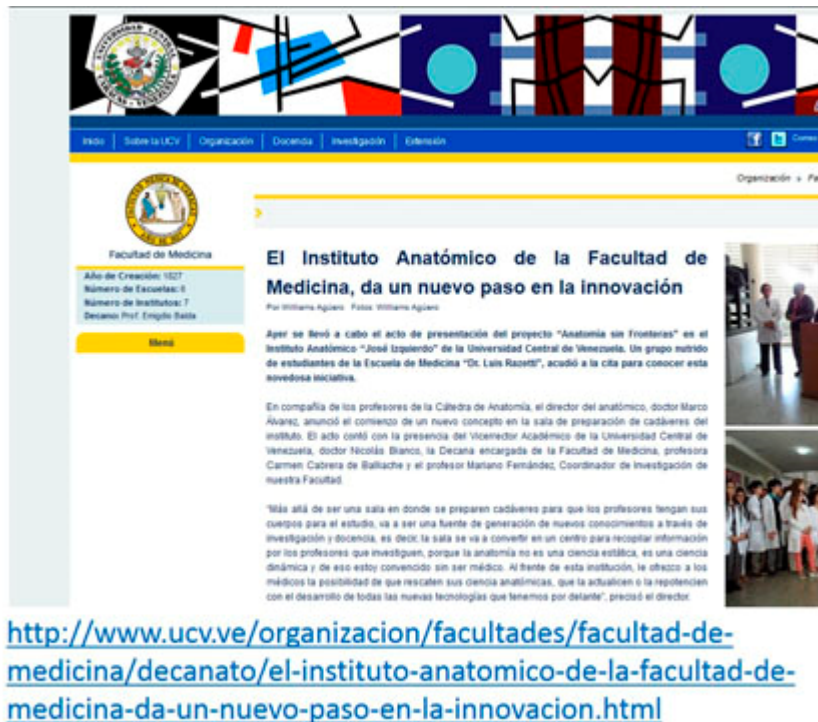 UNIVERSIDAD CENTRAL
CARACAS - VENEZUELA
Inicio | Sobre la UCV | Organización | Docencia | Investigación | Extensión
Correo
Organización » Fa
Facultad de Medicina
Año de Creación: 1827
Número de Escuelas: 6
Número de Institutos: 7
Decano: Prof. Emigdio Balda
Menú
El Instituto Anatómico de la Facultad de
Medicina, da un nuevo paso en la innovación
Por Williams Agüero Fotos: Williams Agüero
Ayer se llevó a cabo el acto de presentación del proyecto "Anatomía sin Fronteras" en el
Instituto Anatómico "José Izquierdo" de la Universidad Central de Venezuela. Un grupo nutrido
de estudiantes de la Escuela de Medicina "Dr. Luis Razetti", acudió a la cita para conocer esta
novedosa iniciativa.
En compañía de los profesores de la Cátedra de Anatomía, el director del anatómico, doctor Marco
Álvarez, anunció el comienzo de un nuevo concepto en la sala de preparación de cadáveres del
instituto. El acto contó con la presencia del Vicerrector Académico de la Universidad Central de
Venezuela, doctor Nicolás Bianco, la Decana encargada de la Facultad de Medicina, profesora
Carmen Cabrera de Balliache y el profesor Mariano Fernández, Coordinador de Investigación de
nuestra Facultad.
"Más allá de ser una sala en donde se preparen cadáveres para que los profesores tengan sus
cuerpos para el estudio, va a ser una fuente de generación de nuevos conocimientos a través de
investigación y docencia, es decir, la sala se va a convertir en un centro para recopilar información
por los profesores que investiguen, porque la anatomía no es una ciencia estática, es una ciencia
dinámica y de eso estoy convencido sin ser médico. Al frente de esta institución, le ofrezco a los
médicos la posibilidad de que rescaten sus ciencia anatómicas, que la actualicen o la repotencien
con el desarrollo de todas las nuevas tecnologías que tenemos por delante", precisó el director.
http://www.ucv.ve/organizacion/facultades/facultad-de-
medicina/decanato/el-instituto-anatomico-de-la-facultad-de-
medicina-da-un-nuevo-paso-en-la-innovacion.html